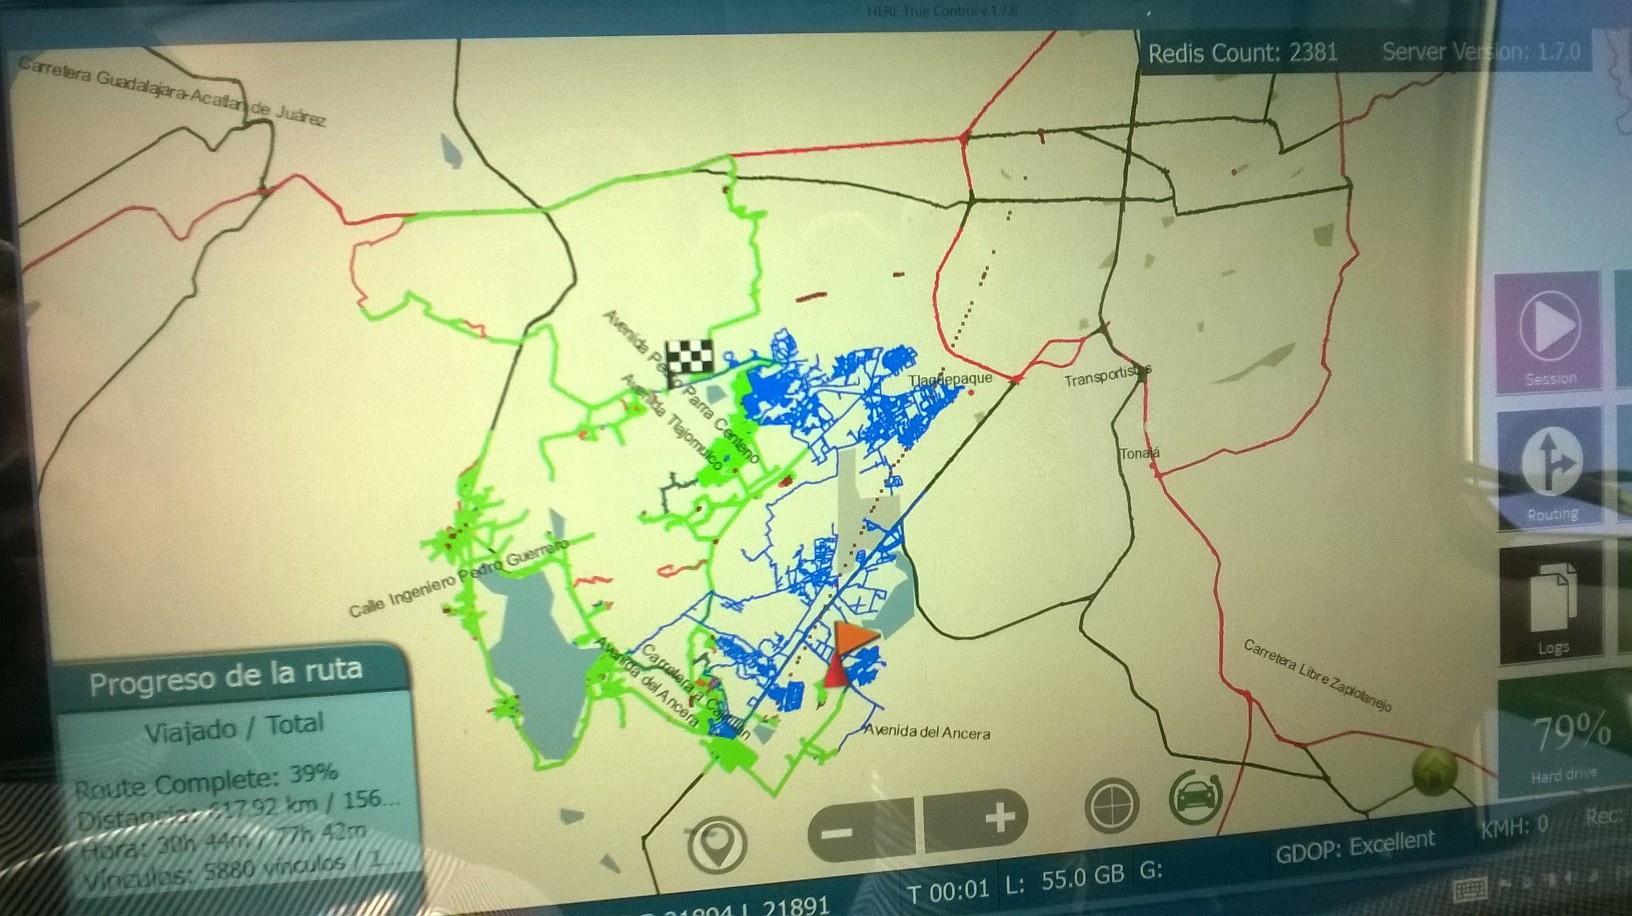 HERE True Control v.1.7.6
Redis Count: 2381
Server Version: 1.7.0
Carretera Guadalajara-Acatlan de Juárez
Avenida Pedro Parra Centeno
Avenida Tlajomulco
Tlaquepaque
Transportistas
Tonalá
Session
Routing
Calle Ingeniero Pedro Guerrero
Logs
Avenida del Ancera
Carretera a Cajititlán
Carretera Libre Zaplotanejo
Avenida del Ancera
79%
Hard drive
Progreso de la ruta
Viajado / Total
Route Complete: 39%
Distancia: 617.92 km / 156...
Hora: 30h 44m / 77h 42m
Vínculos: 5880 vínculos / 1...
KMH: 0
Rec:
GDOP: Excellent
T 00:01 L: 55.0 GB G:
21894 L 21891